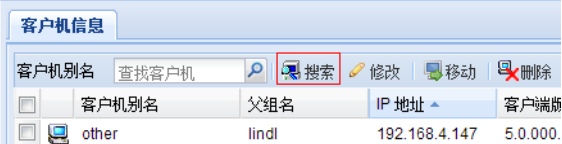 客户机信息
客户机别名 查找客户机 搜索 修改 移动 删除
客户机别名 父组名 IP 地址 客户端版
other lindl 192.168.4.147 5.0.000.